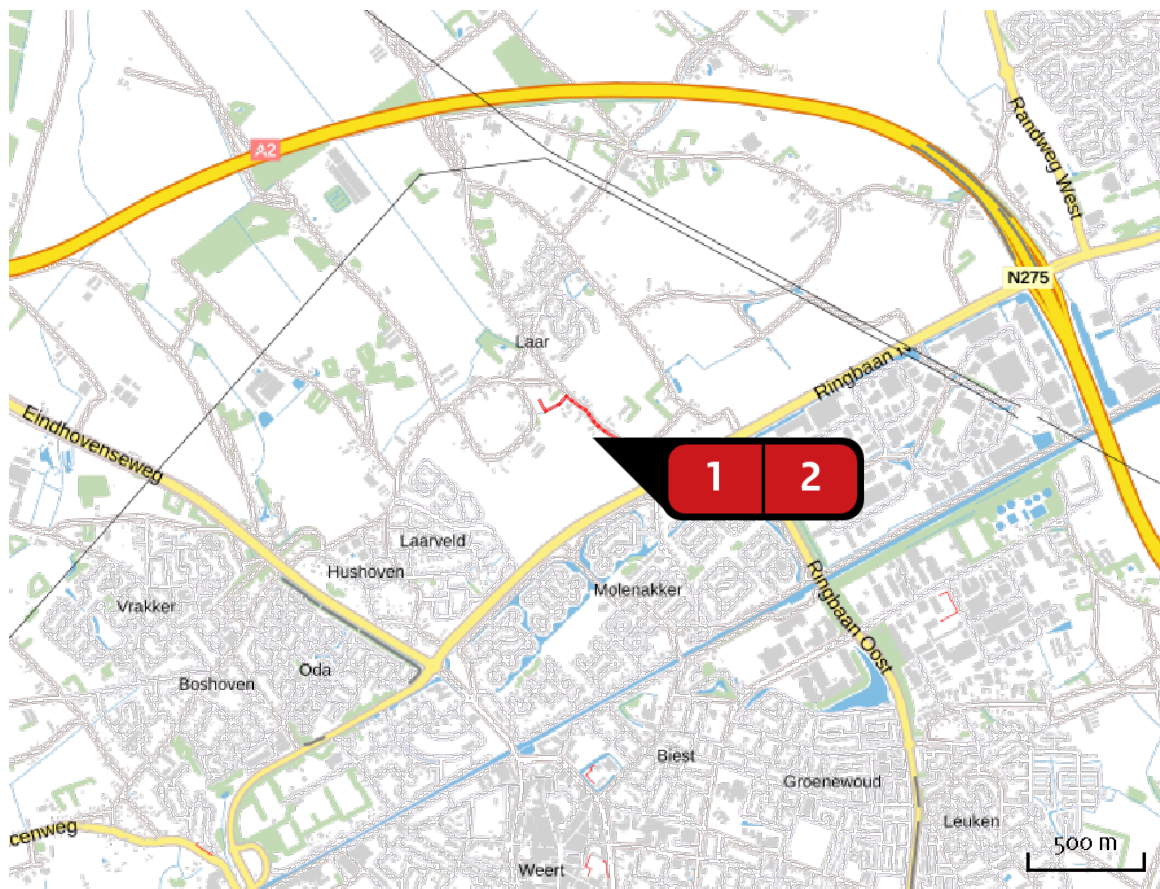 A2
Randweg West
N275
Laar
Ringbaan N
Eindhovenseweg
1 2
Laarveld
Hushoven
Molenakker
Vrakker
Ringbaan Oost
Oda
Boshoven
Biest
Groenewoud
Leuken
cenweg
500 m
Weert